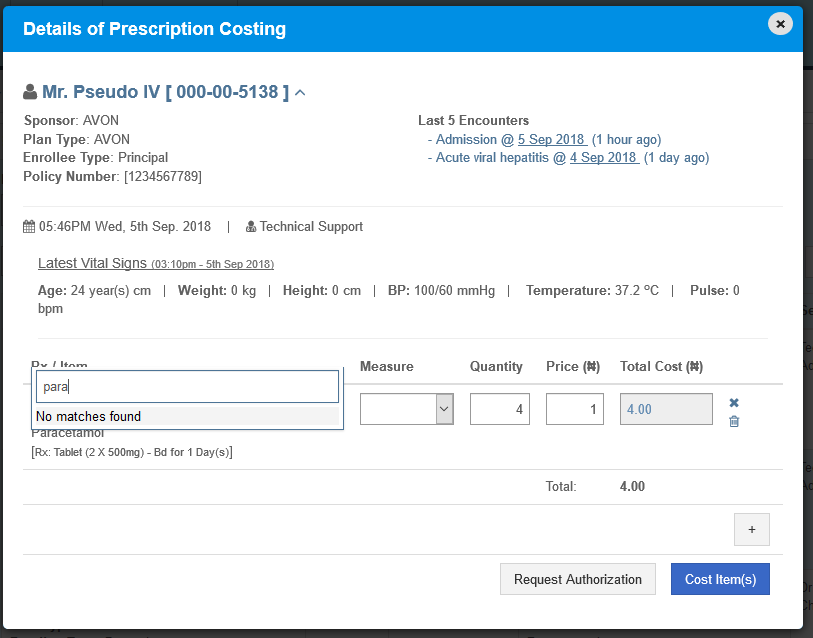 Details of Prescription Costing
Mr. Pseudo IV [ 000-00-5138 ]
Sponsor: AVON
Plan Type: AVON
Enrollee Type: Principal
Policy Number: [1234567789]
Last 5 Encounters
- Admission @ 5 Sep 2018 (1 hour ago)
- Acute viral hepatitis @ 4 Sep 2018 (1 day ago)
05:46PM Wed, 5th Sep. 2018 | Technical Support
Latest Vital Signs (03:10pm - 5th Sep 2018)
Age: 24 year(s) cm | Weight: 0 kg | Height: 0 cm | BP: 100/60 mmHg | Temperature: 37.2 °C | Pulse: 0
bpm
Rx / Item Measure Quantity Price (₦) Total Cost (₦)
para
No matches found
4 1 4.00
Paracetamol
[Rx: Tablet (2 X 500mg) - Bd for 1 Day(s)]
Total: 4.00
+
Request Authorization Cost Item(s)